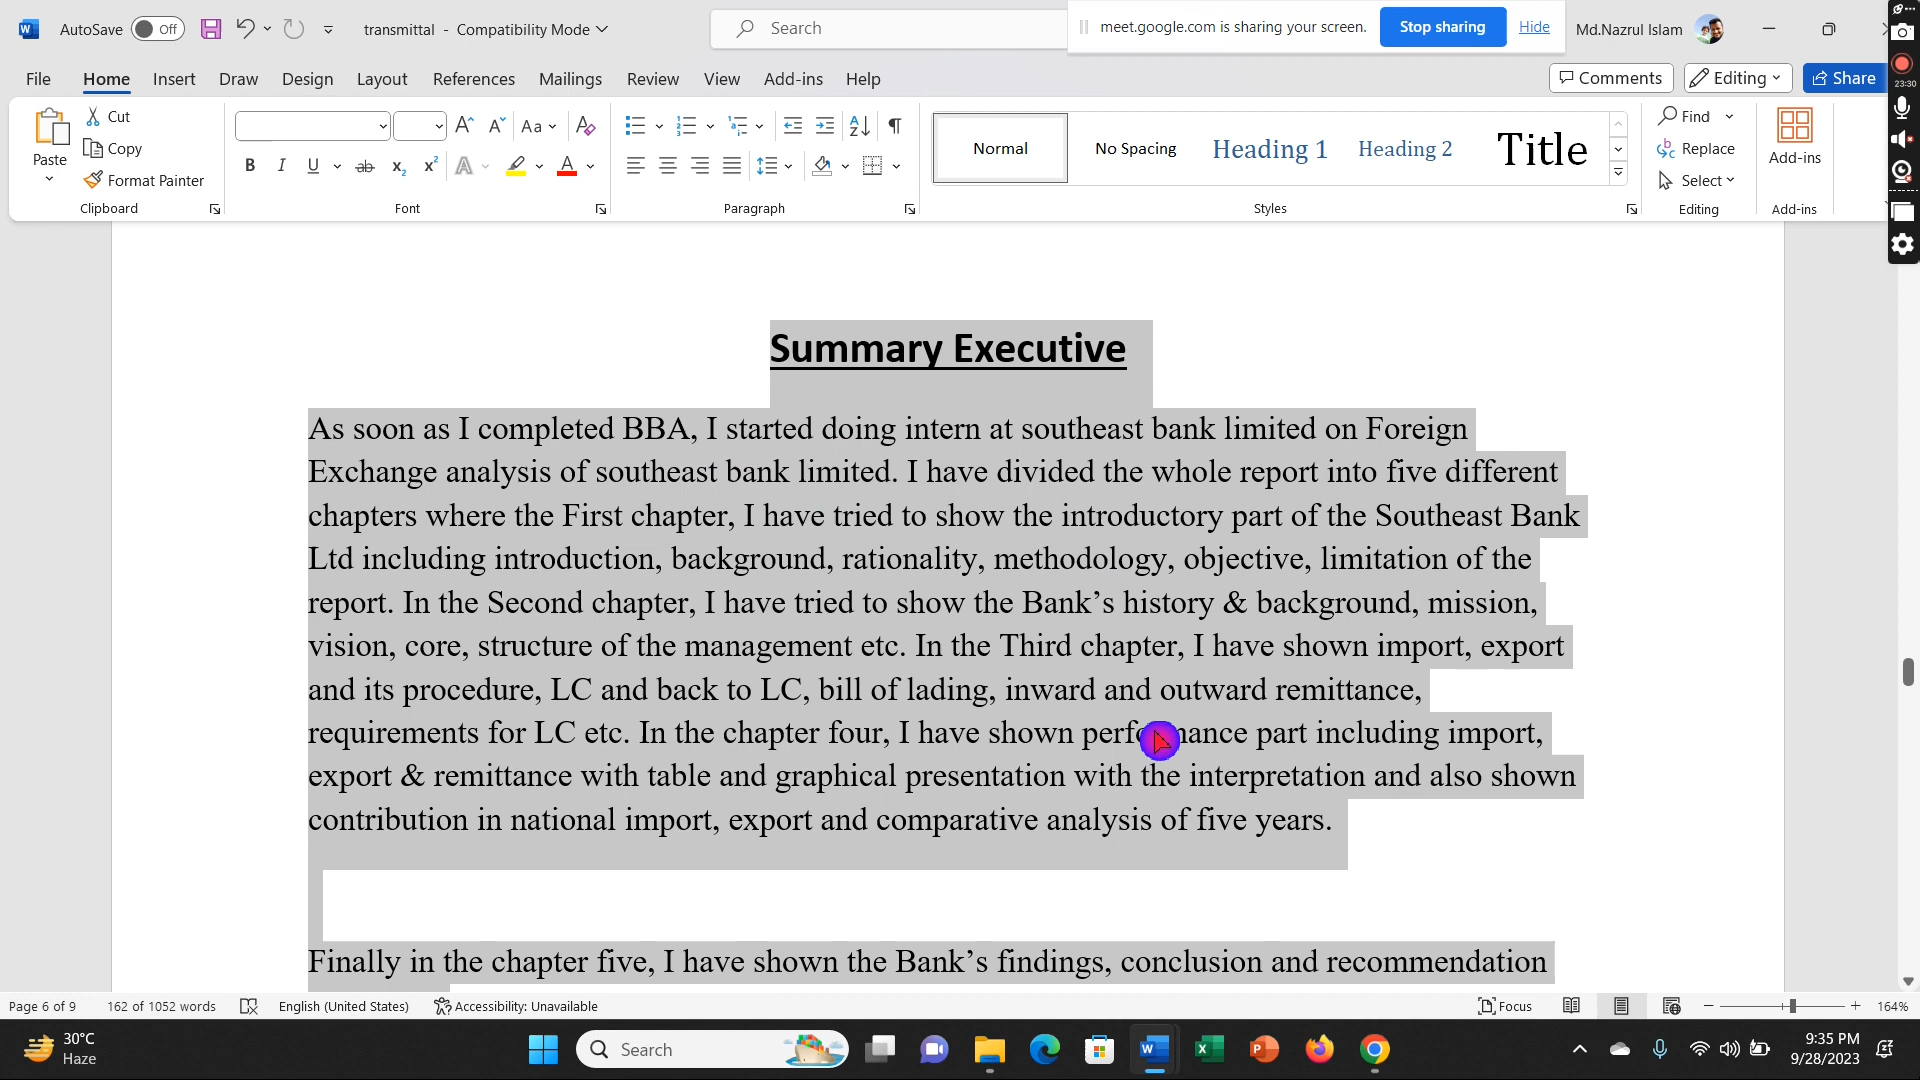 AutoSave Off transmittal - Compatibility Mode Search meet.google.com is sharing your screen. Stop sharing Hide Md.Nazrul Islam
File Home Insert Draw Design Layout References Mailings Review View Add-ins Help Comments Editing Share
23:30
Paste Cut Copy Format Painter
Clipboard
Aa
B I U ab x₂ x² A A
Font
Paragraph
Normal No Spacing Heading 1 Heading 2 Title
Styles
Find
Replace
Select
Editing
Add-ins
Add-ins
Summary Executive
As soon as I completed BBA, I started doing intern at southeast bank limited on Foreign
Exchange analysis of southeast bank limited. I have divided the whole report into five different
chapters where the First chapter, I have tried to show the introductory part of the Southeast Bank
Ltd including introduction, background, rationality, methodology, objective, limitation of the
report. In the Second chapter, I have tried to show the Bank’s history & background, mission,
vision, core, structure of the management etc. In the Third chapter, I have shown import, export
and its procedure, LC and back to LC, bill of lading, inward and outward remittance,
requirements for LC etc. In the chapter four, I have shown performance part including import,
export & remittance with table and graphical presentation with the interpretation and also shown
contribution in national import, export and comparative analysis of five years.
Finally in the chapter five, I have shown the Bank’s findings, conclusion and recommendation
Page 6 of 9 162 of 1052 words English (United States) Accessibility: Unavailable Focus 164%
30°C
Haze
Search
9:35 PM
9/28/2023